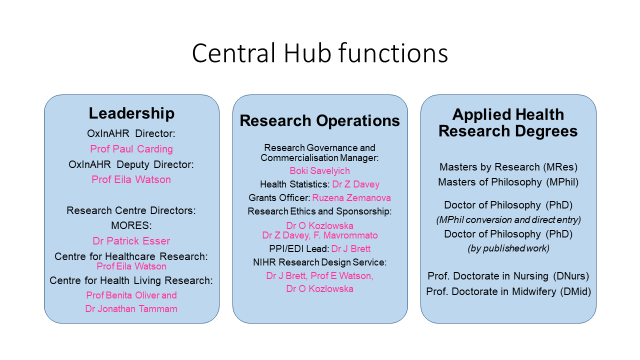 Central Hub functions
Leadership
OxInAHR Director:
Prof Paul Carding
OxInAHR Deputy Director:
Prof Eila Watson
Research Centre Directors:
MORES:
Dr Patrick Esser
Centre for Healthcare Research:
Prof Eila Watson
Centre for Health Living Research:
Prof Benita Oliver and
Dr Jonathan Tammam
Research Operations
Research Governance and
Commercialisation Manager:
Boki Savelyich
Health Statistics: Dr Z Davey
Grants Officer: Ruzena Zemanova
Research Ethics and Sponsorship:
Dr O Kozlowska
Dr Z Davey, F. Mavrommato
PPI/EDI Lead: Dr J Brett
NIHR Research Design Service:
Dr J Brett, Prof E Watson,
Dr O Kozlowska
Applied Health
Research Degrees
Masters by Research (MRes)
Masters of Philosophy (MPhil)
Doctor of Philosophy (PhD)
(MPhil conversion and direct entry)
Doctor of Philosophy (PhD)
(by published work)
Prof. Doctorate in Nursing (DNurs)
Prof. Doctorate in Midwifery (DMid)